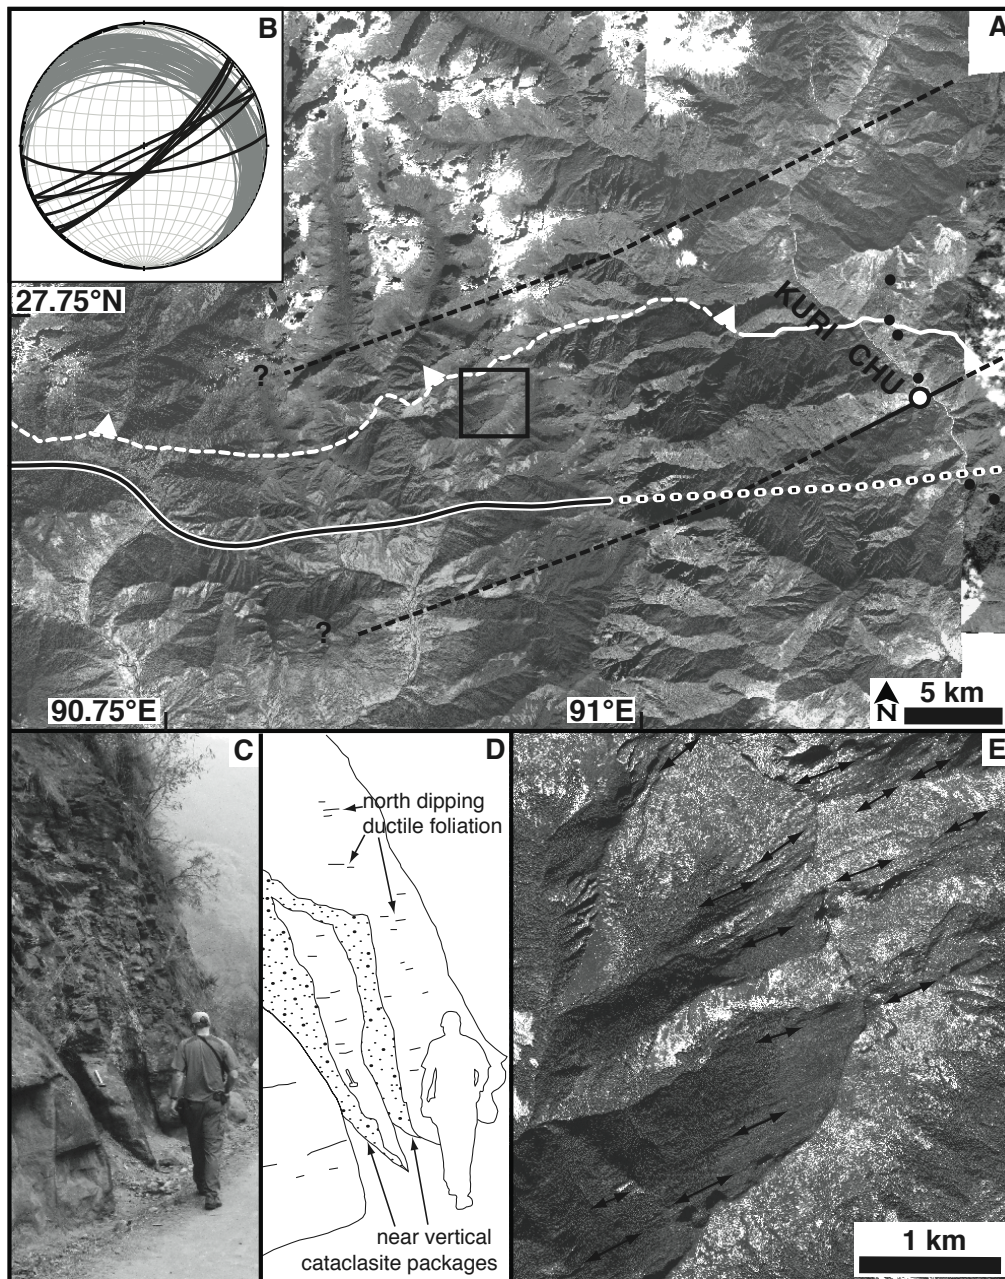 B
A
27.75°N
KURI CHU
?
?
90.75°E
91°E
N
5 km
C
D
E
north dipping
ductile foliation
near vertical
cataclasite packages
1 km